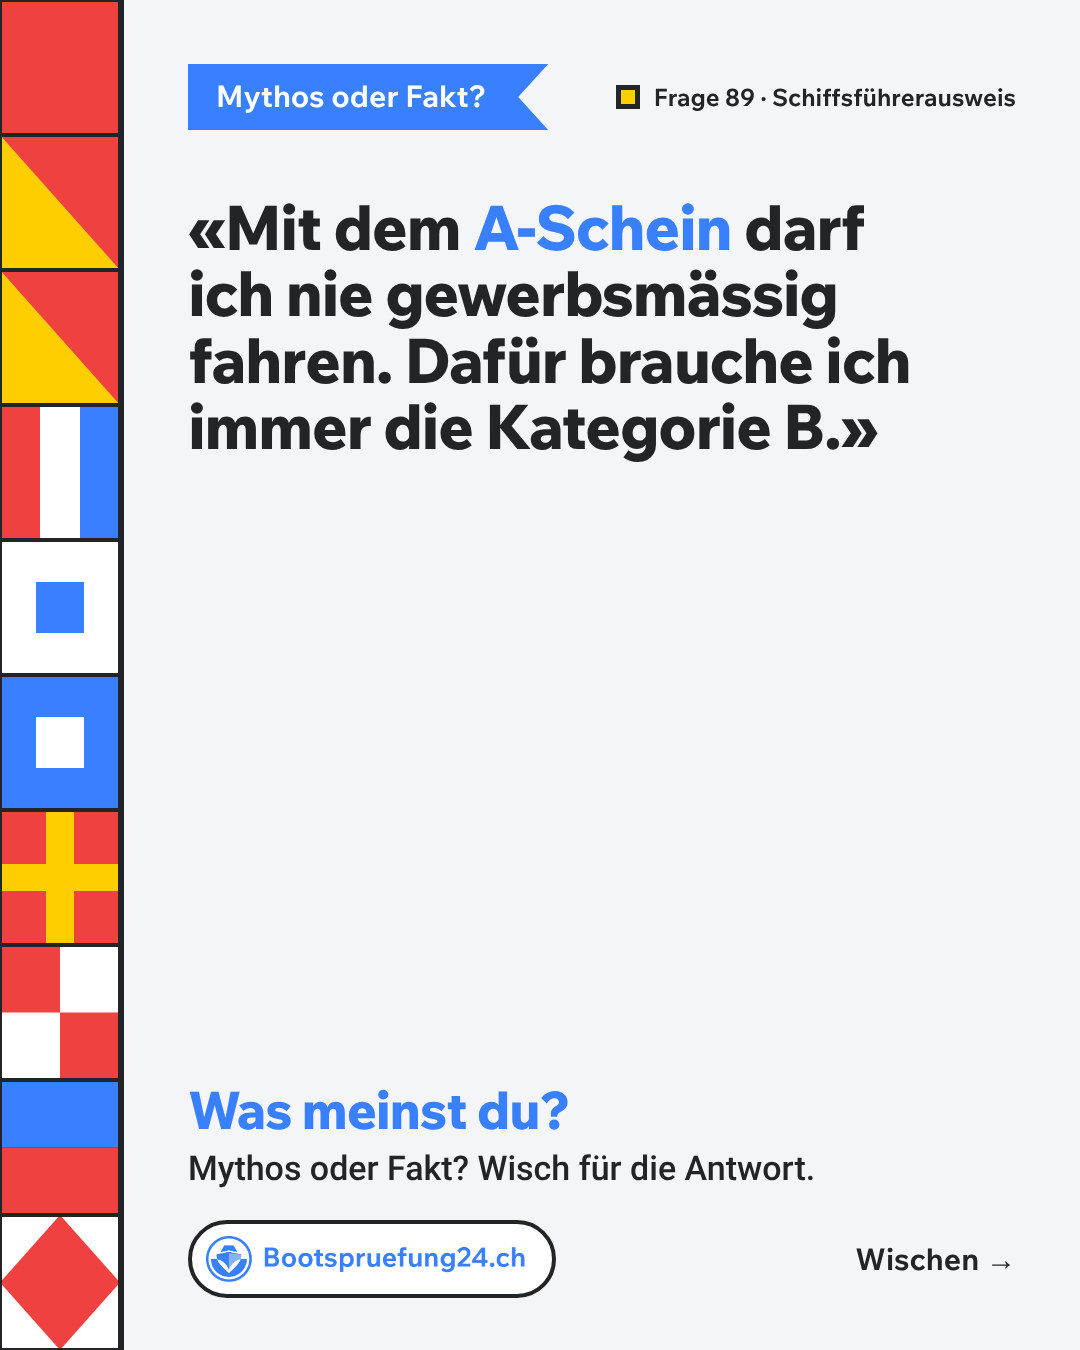 Mythos oder Fakt?
Frage 89 · Schiffsführerausweis
«Mit dem A-Schein darf
ich nie gewerbsmässig
fahren. Dafür brauche ich
immer die Kategorie B.»
Was meinst du?
Mythos oder Fakt? Wisch für die Antwort.
Bootspruefung24.ch
Wischen →